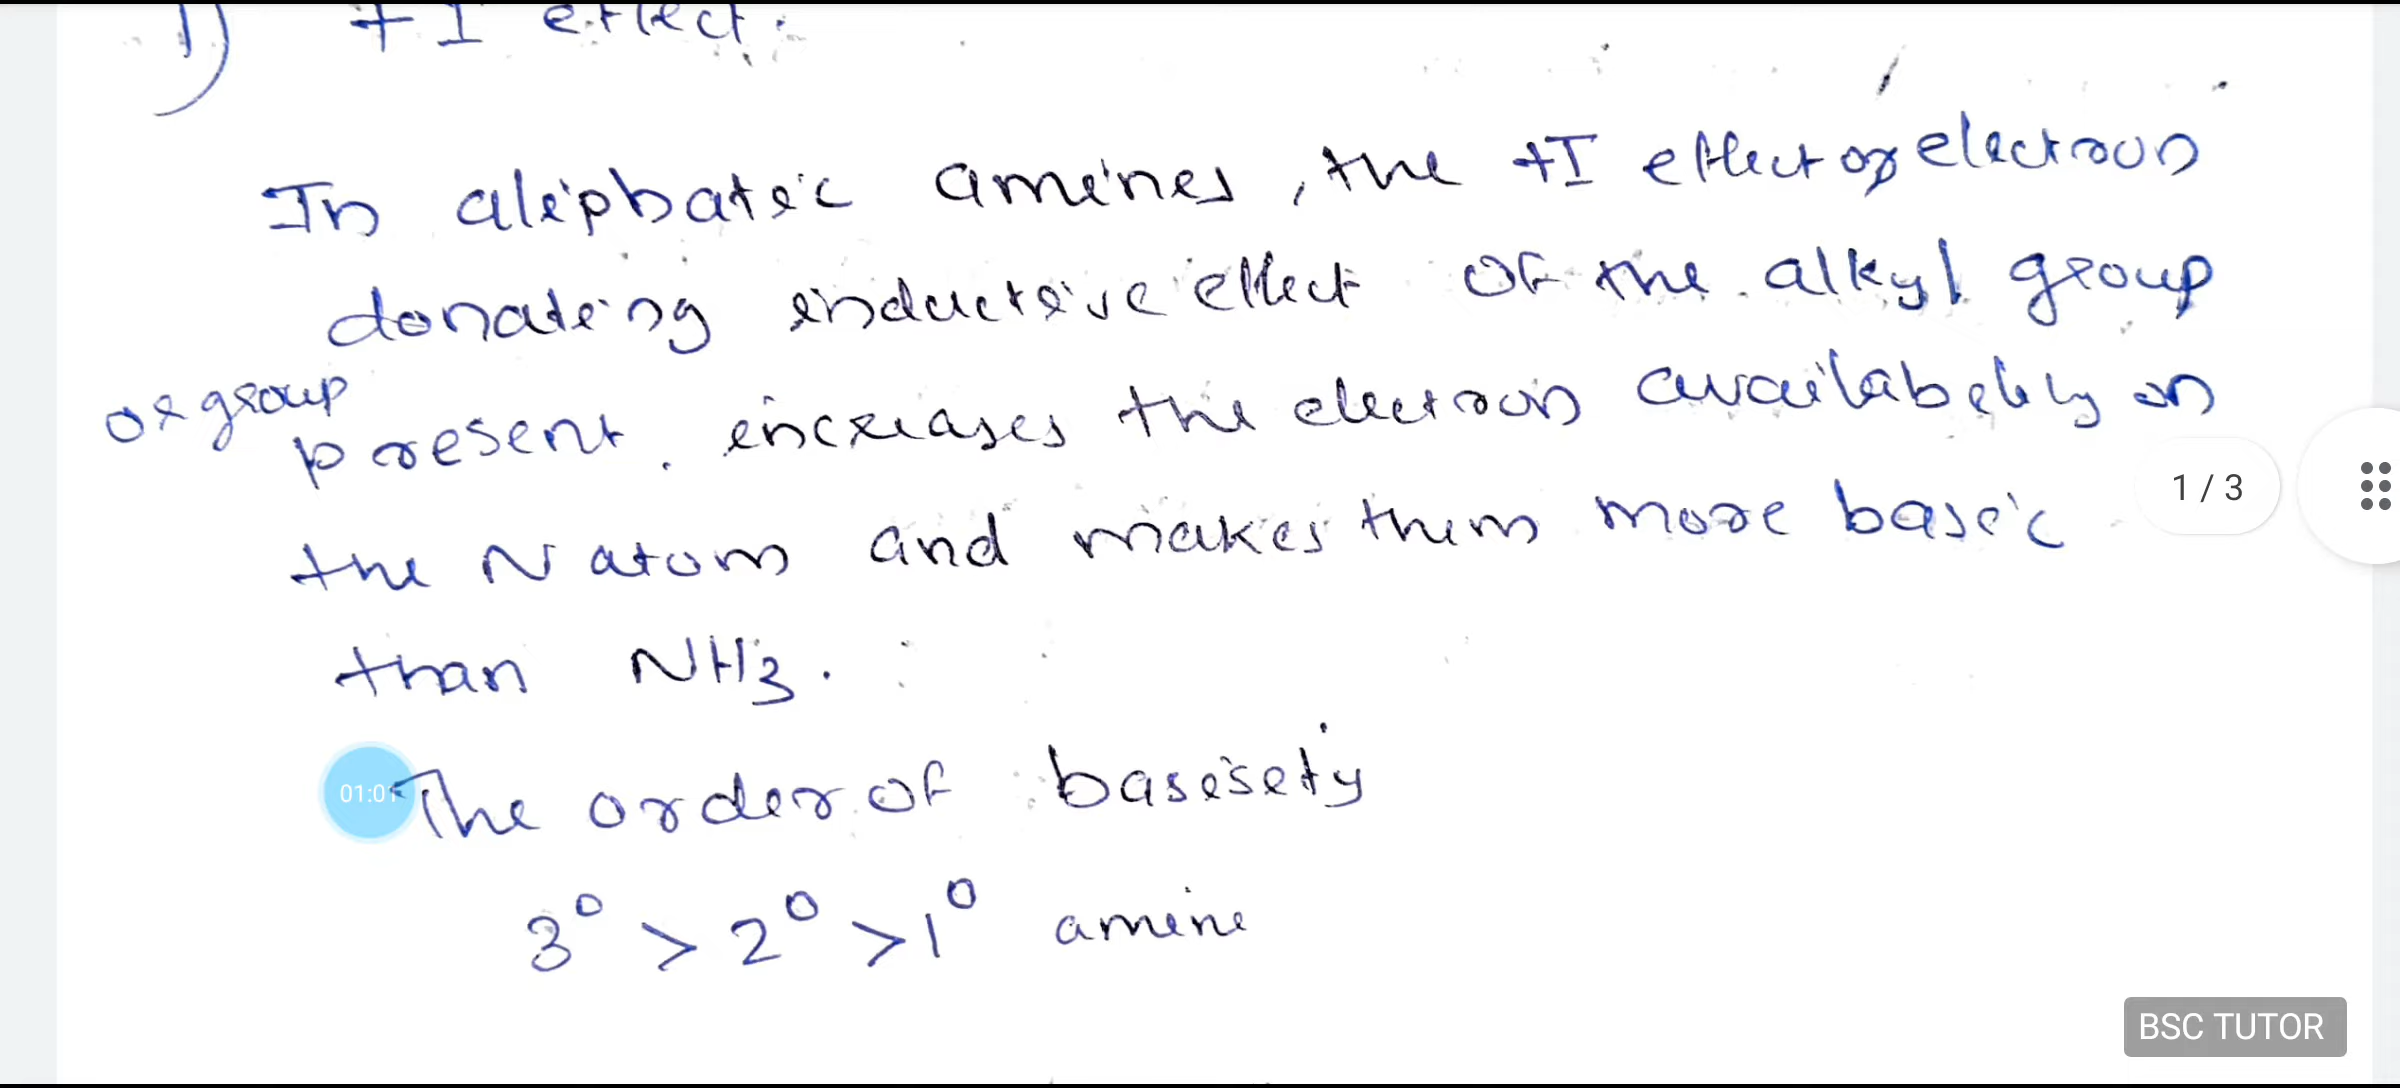 1) +I effect.
In aliphatic amines, the +I effect or electron
donating inductive effect of the alkyl group
or group
present. increases the electron availability on
the N atom and makes them more basic
than NH3.
1 / 3
01:01
The order of basisety
3° > 2° > 1° amine
BSC TUTOR